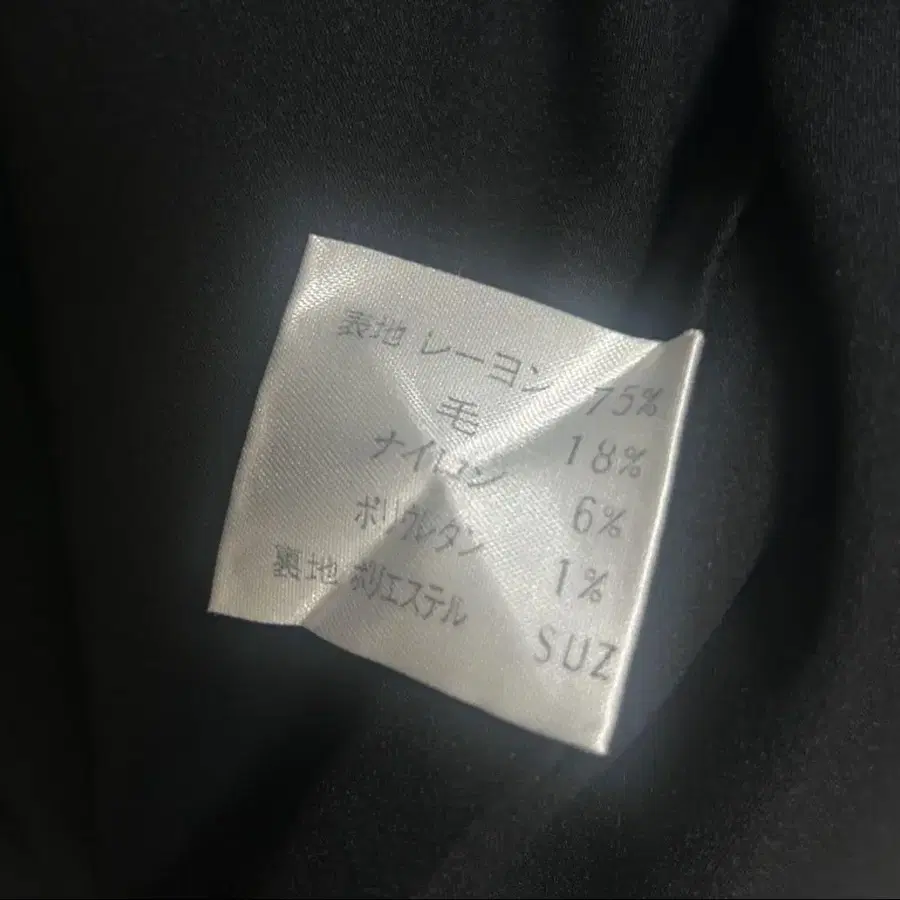 表地 レーヨン 75%
毛 18%
ナイロン 6%
ポリウレタン 1%
裏地 ポリエステル
SUZ